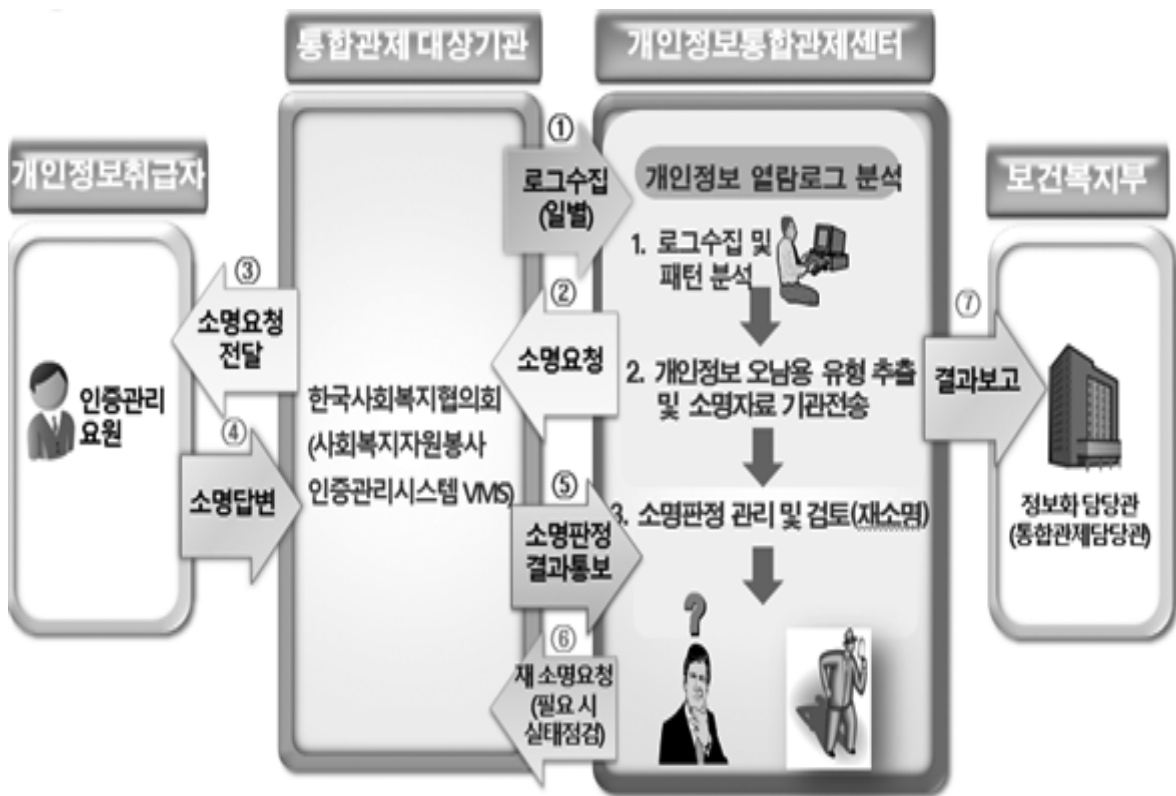 통합관제 대상기관
개인정보통합관제센터
개인정보취급자
보건복지부
①
로그수집
(일별)
개인정보 열람로그 분석
1. 로그수집 및
패턴 분석
③
소명요청
전달
②
소명요청
⑦
결과보고
2. 개인정보 오남용 유형 추출
및 소명자료 기관전송
인증관리
요원
한국사회복지협의회
(사회복지자원봉사
인증관리시스템 VMS)
④
소명답변
⑤
소명판정
결과통보
3. 소명판정 관리 및 검토(재소명)
정보화 담당관
(통합관제담당관)
⑥
재 소명요청
(필요 시
실태점검)
?